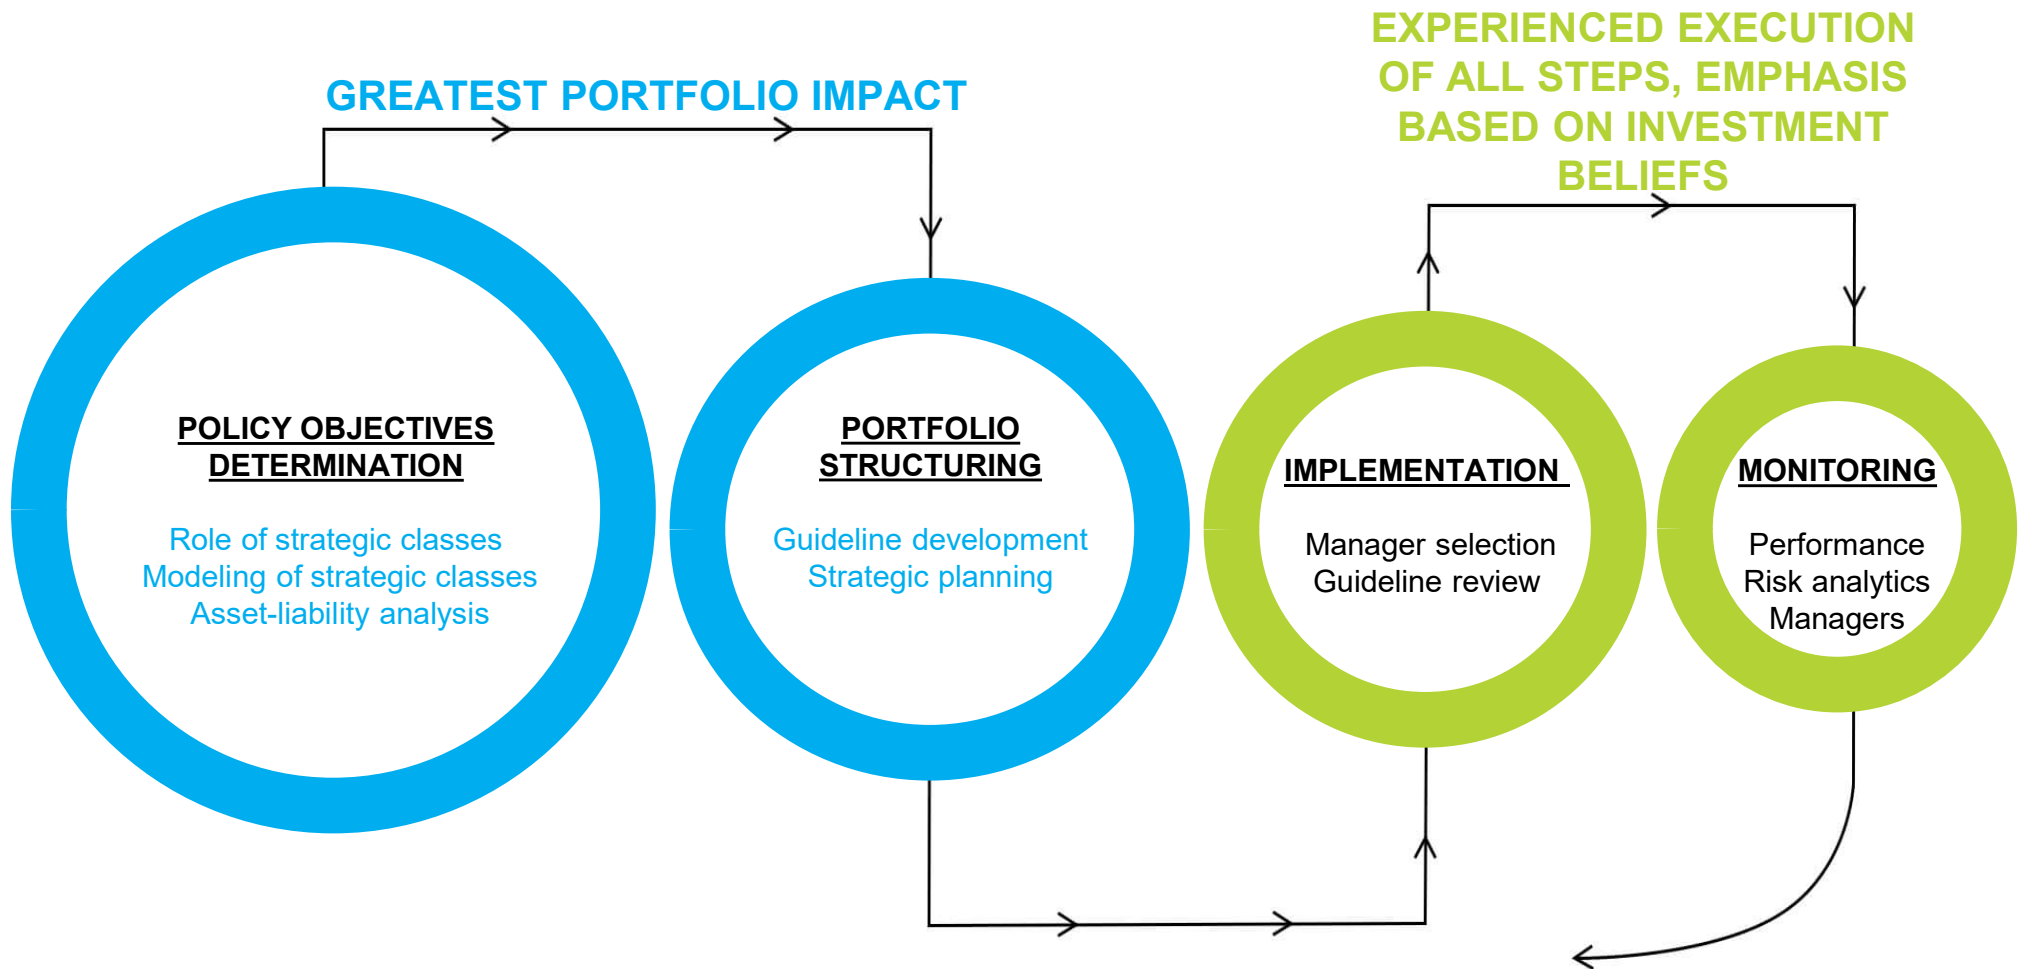 GREATEST PORTFOLIO IMPACT
EXPERIENCED EXECUTION
OF ALL STEPS, EMPHASIS
BASED ON INVESTMENT
BELIEFS
POLICY OBJECTIVES
DETERMINATION
Role of strategic classes
Modeling of strategic classes
Asset-liability analysis
PORTFOLIO
STRUCTURING
Guideline development
Strategic planning
IMPLEMENTATION
Manager selection
Guideline review
MONITORING
Performance
Risk analytics
Managers